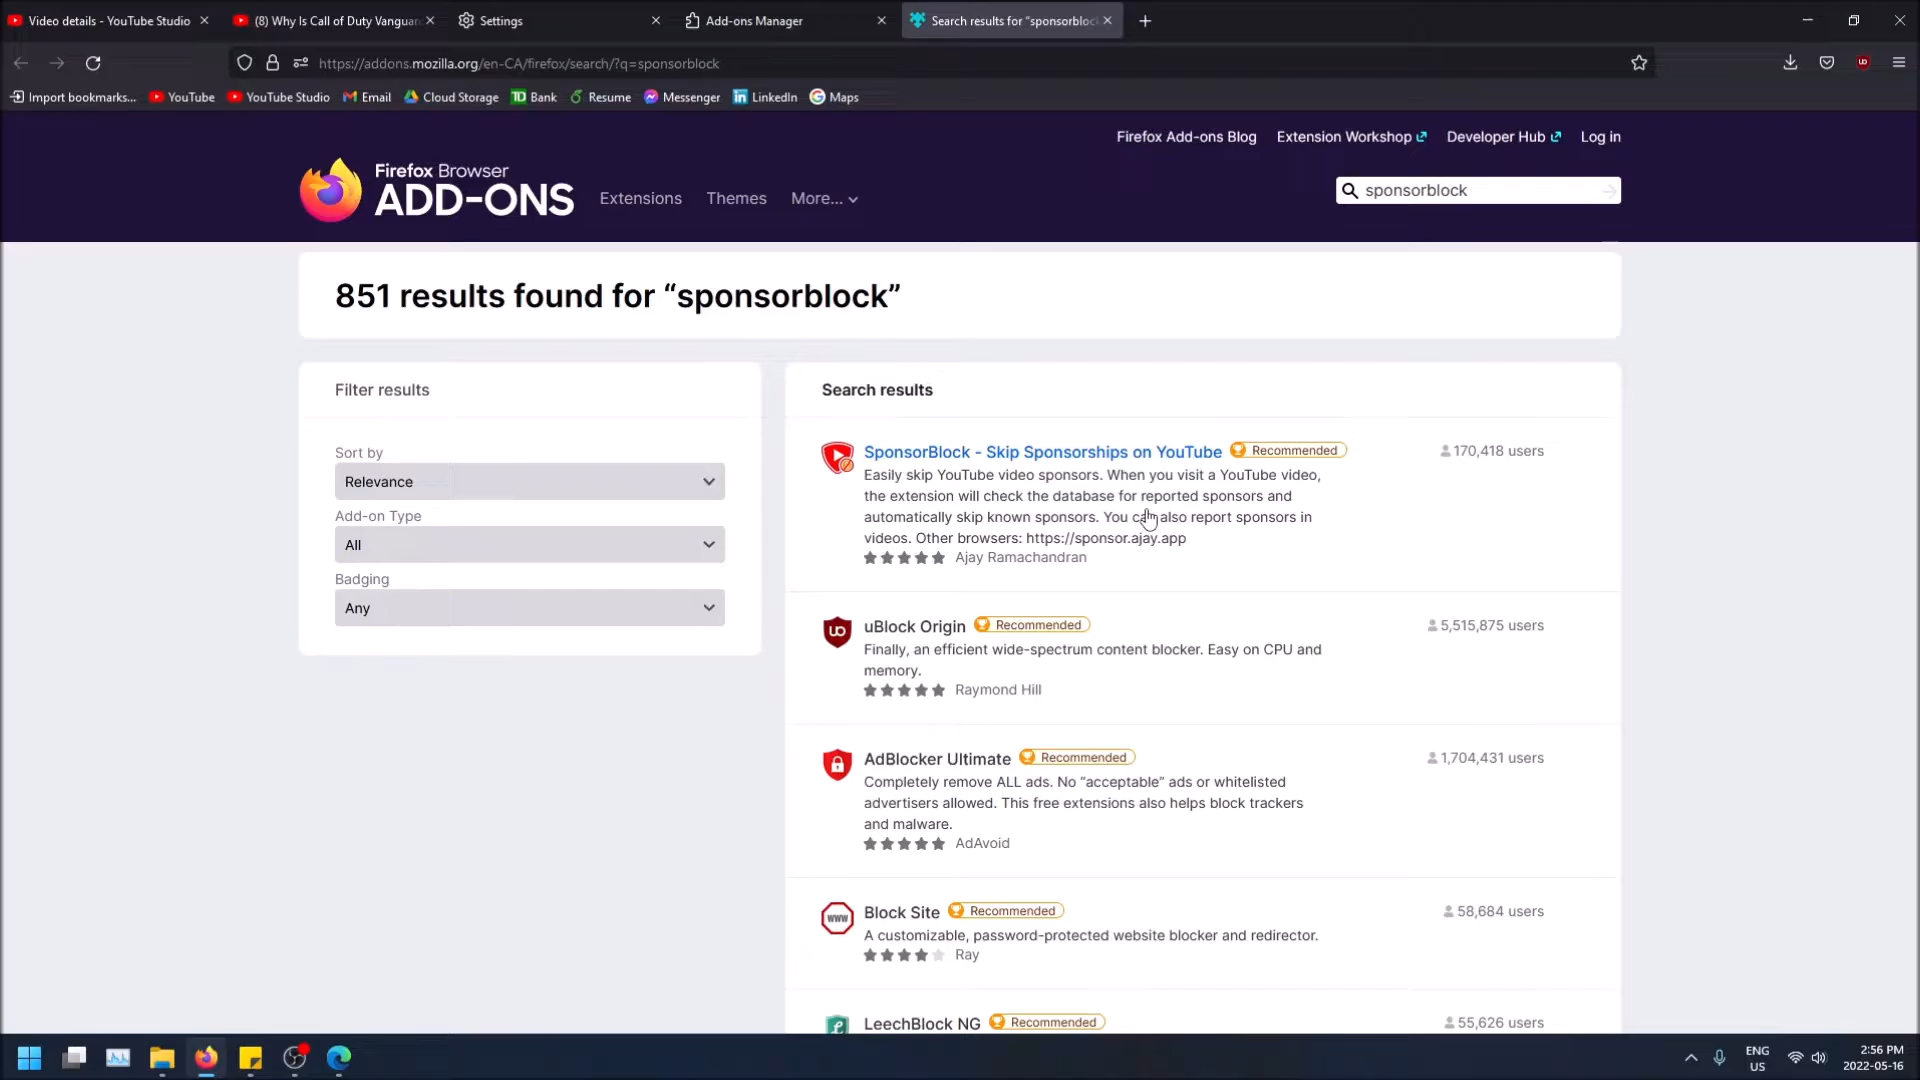 Video details - YouTube Studio
(8) Why Is Call of Duty Vanguar
Settings
Add-ons Manager
Search results for "sponsorbloc
https://addons.mozilla.org/en-CA/firefox/search/?q=sponsorblock
Import bookmarks...
YouTube
YouTube Studio
Email
Cloud Storage
Bank
Resume
Messenger
LinkedIn
Maps
Firefox Add-ons Blog
Extension Workshop
Developer Hub
Log in
Firefox Browser
ADD-ONS
Extensions
Themes
More...
sponsorblock
851 results found for “sponsorblock”
Filter results
Sort by
Relevance
Add-on Type
All
Badging
Any
Search results
SponsorBlock - Skip Sponsorships on YouTube Recommended 170,418 users
Easily skip YouTube video sponsors. When you visit a YouTube video,
the extension will check the database for reported sponsors and
automatically skip known sponsors. You can also report sponsors in
videos. Other browsers: https://sponsor.ajay.app
Ajay Ramachandran
uBlock Origin Recommended 5,515,875 users
Finally, an efficient wide-spectrum content blocker. Easy on CPU and
memory.
Raymond Hill
AdBlocker Ultimate Recommended 1,704,431 users
Completely remove ALL ads. No “acceptable” ads or whitelisted
advertisers allowed. This free extensions also helps block trackers
and malware.
AdAvoid
Block Site Recommended 58,684 users
A customizable, password-protected website blocker and redirector.
Ray
LeechBlock NG Recommended 55,626 users
ENG
US
2:56 PM
2022-05-16